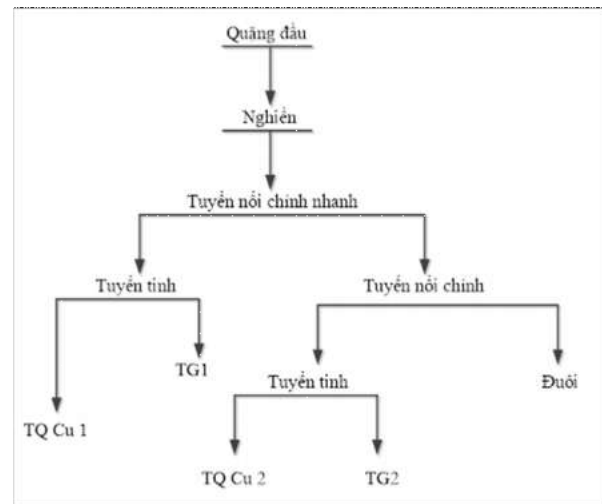 Quặng đầu
Nghiền
Tuyển nổi chính nhanh
Tuyển tinh
Tuyển nổi chính
TG1
Tuyển tinh
Đuôi
TQ Cu 1
TQ Cu 2
TG2